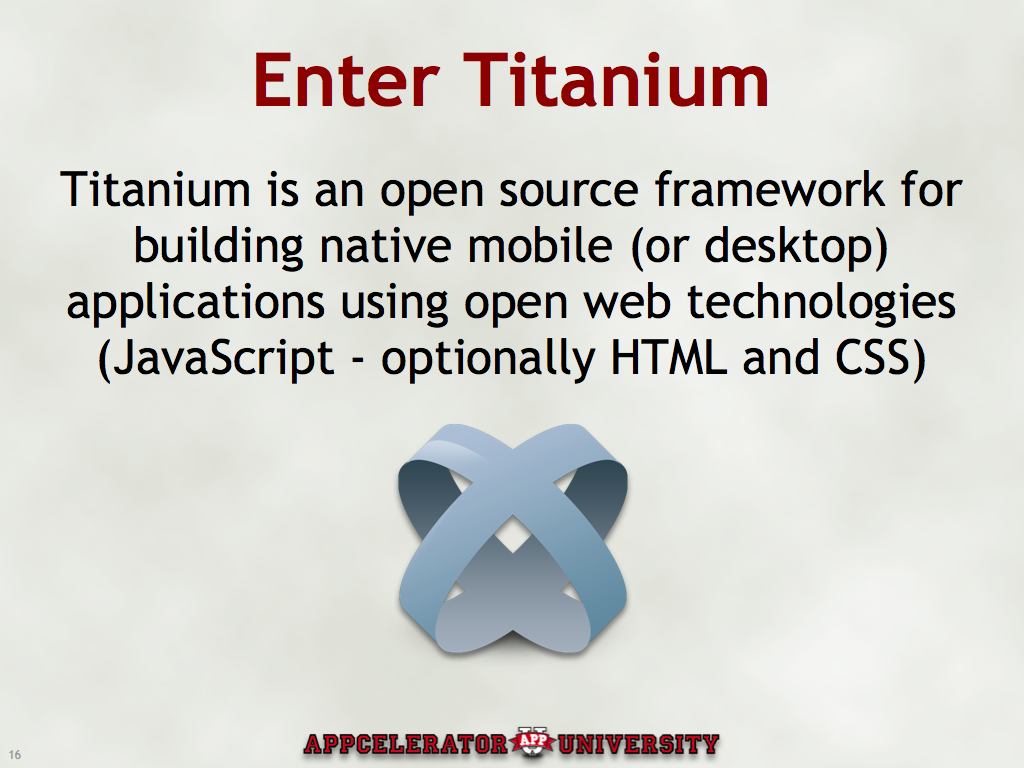 Enter Titanium
Titanium is an open source framework for
building native mobile (or desktop)
applications using open web technologies
(JavaScript - optionally HTML and CSS)
16
APPCELERATOR U APP UNIVERSITY